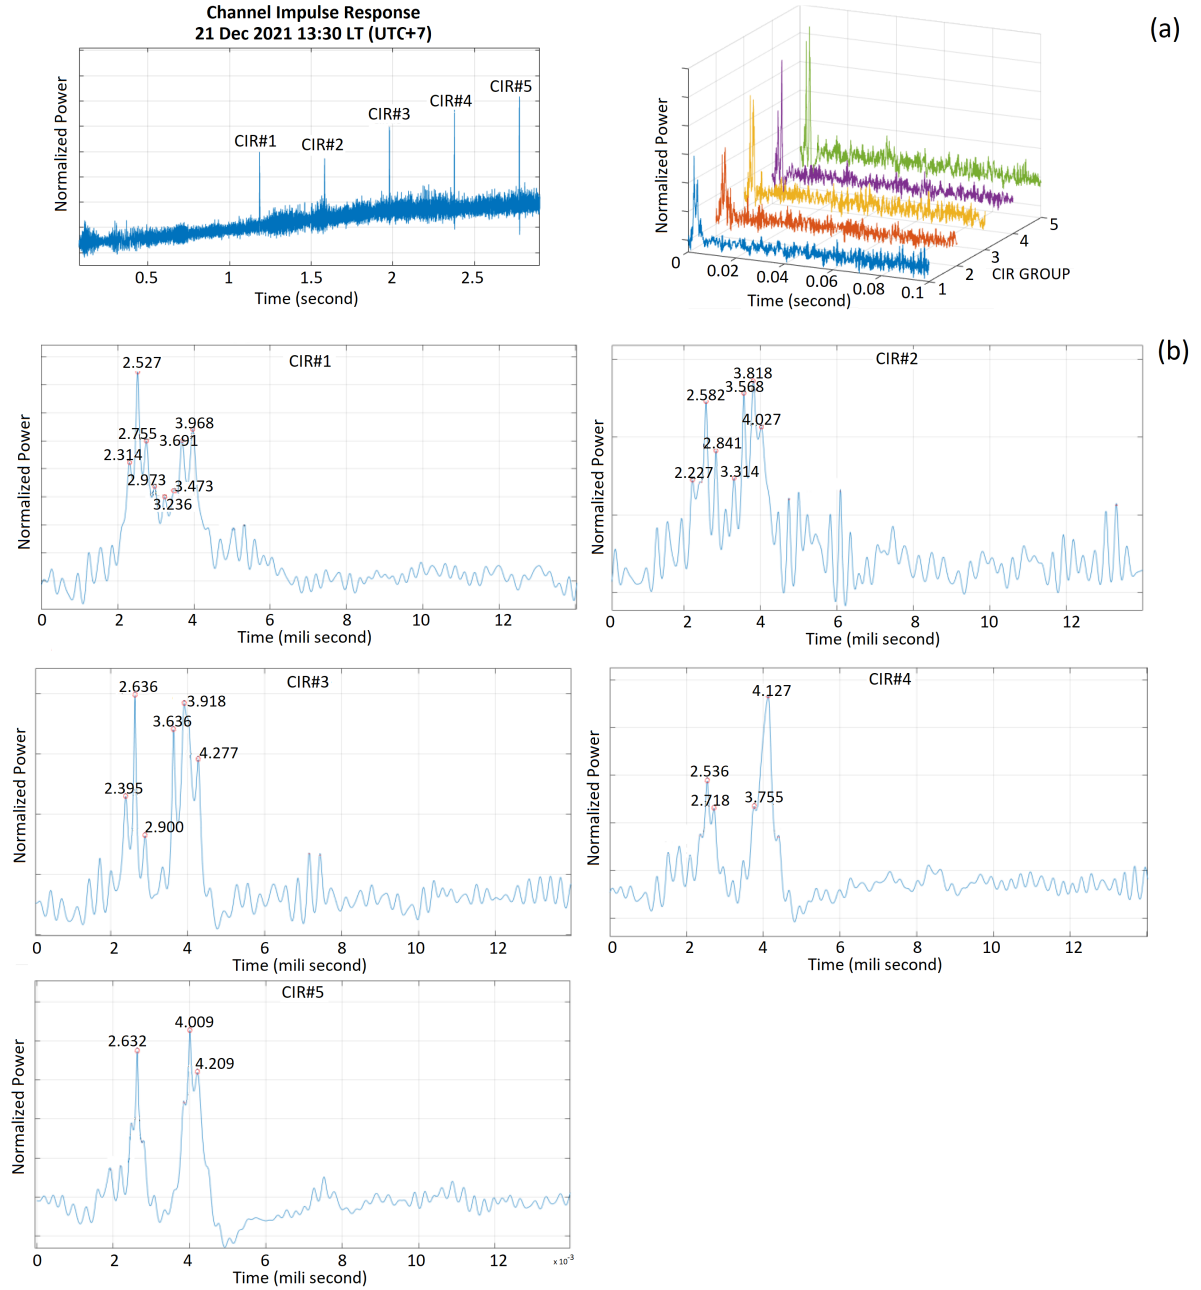 Channel Impulse Response
21 Dec 2021 13:30 LT (UTC+7)
Normalized Power
CIR#1
CIR#2
CIR#3
CIR#4
CIR#5
0.5
1
1.5
2
2.5
Time (second)
(a)
Normalized Power
0
0.02
0.04
0.06
0.08
0.1
Time (second)
1
2
3
4
5
CIR GROUP
(b)
CIR#1
Normalized Power
2.527
2.755
2.314
2.973
3.236
3.473
3.691
3.968
0 2 4 6 8 10 12
Time (mili second)
CIR#2
Normalized Power
3.818
3.568
2.582
4.027
2.841
2.227
3.314
0 2 4 6 8 10 12
Time (mili second)
CIR#3
Normalized Power
2.636
3.918
3.636
4.277
2.395
2.900
0 2 4 6 8 10 12
Time (mili second)
CIR#4
Normalized Power
4.127
2.536
2.718
3.755
0 2 4 6 8 10 12
Time (mili second)
CIR#5
Normalized Power
4.009
2.632
4.209
0 2 4 6 8 10 12
x 10-3
Time (mili second)